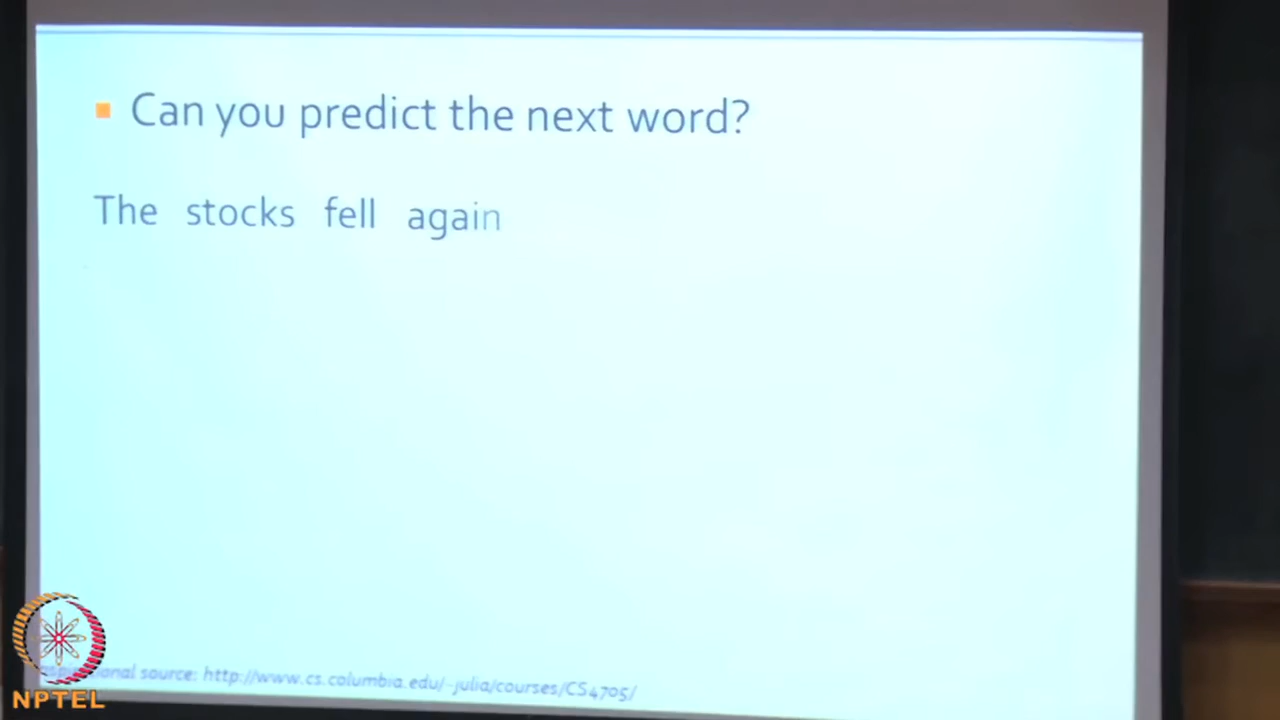 Can you predict the next word?
The stocks fell again
source: http://www.cs.columbia.edu/~julia/courses/CS4705/
NPTEL